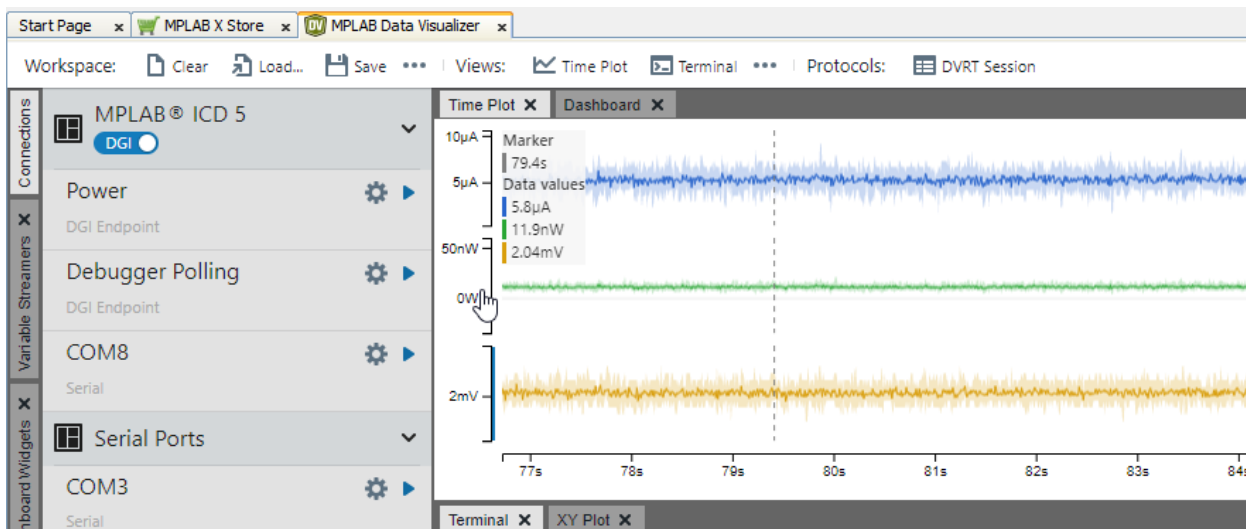 Start Page x MPLAB X Store x DV MPLAB Data Visualizer x
Workspace: Clear Load... Save ••• Views: Time Plot Terminal ••• Protocols: DVRT Session
Connections
Variable Streamers
MPLAB® ICD 5
DGI
Power
DGI Endpoint
Debugger Polling
DGI Endpoint
COM8
Serial
Serial Ports
COM3
Serial
Time Plot Dashboard
10µA
5µA
50nW
0W
2mV
Marker
79.4s
Data values
5.8µA
11.9nW
2.04mV
77s 78s 79s 80s 81s 82s 83s
Terminal XY Plot